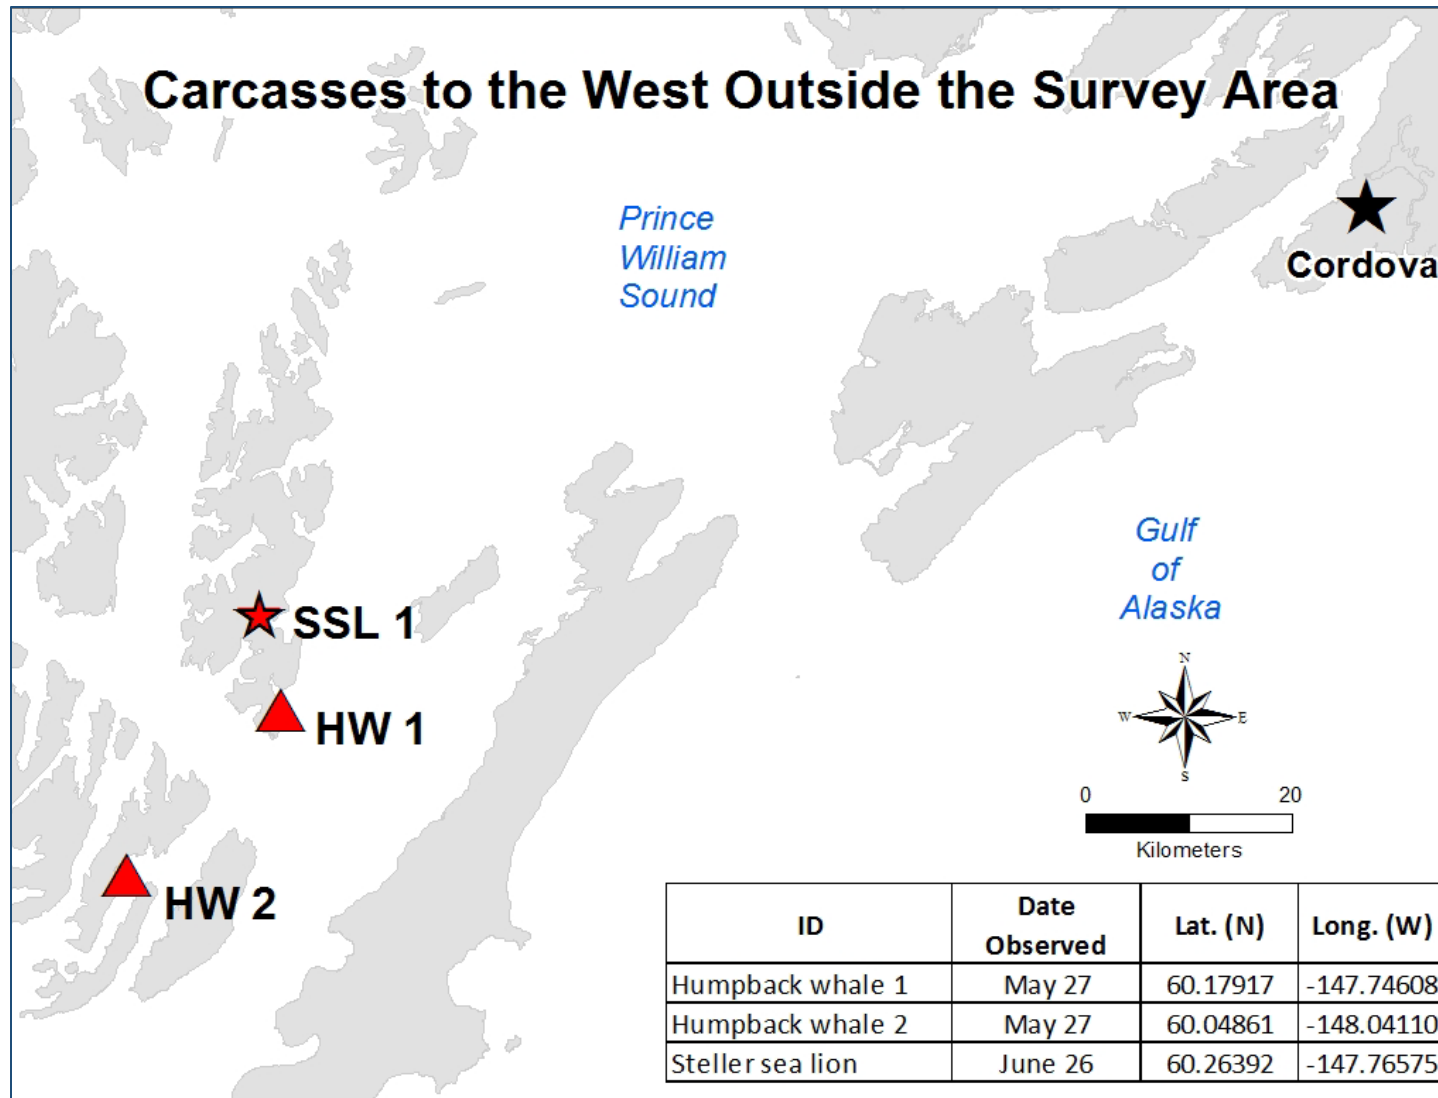 Carcasses to the West Outside the Survey Area
Prince
William
Sound
Cordova
Gulf
of
Alaska
SSL 1
HW 1
HW 2
N
W E
S
0 20
Kilometers
ID Date Observed Lat. (N) Long. (W)
Humpback whale 1 May 27 60.17917 -147.74608
Humpback whale 2 May 27 60.04861 -148.04110
Steller sea lion June 26 60.26392 -147.76575